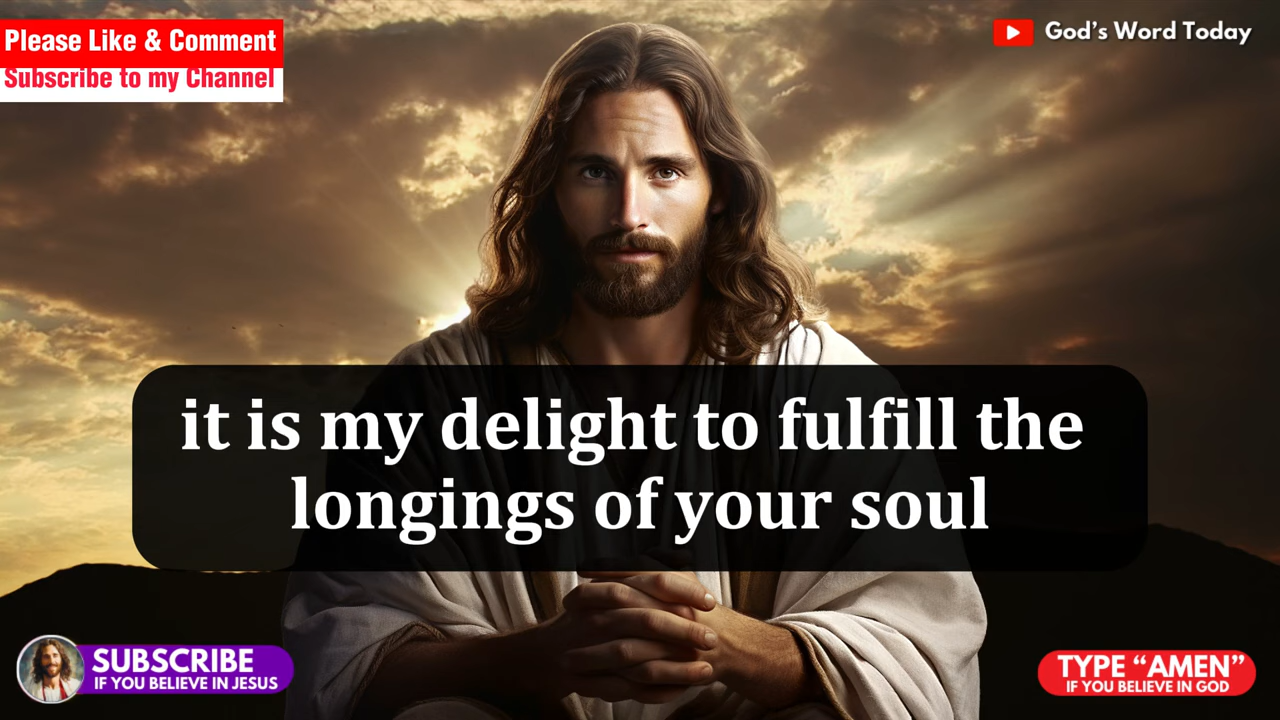 Please Like & Comment
Subscribe to my Channel
God's Word Today
it is my delight to fulfill the
longings of your soul
SUBSCRIBE
IF YOU BELIEVE IN JESUS
TYPE “AMEN”
IF YOU BELIEVE IN GOD